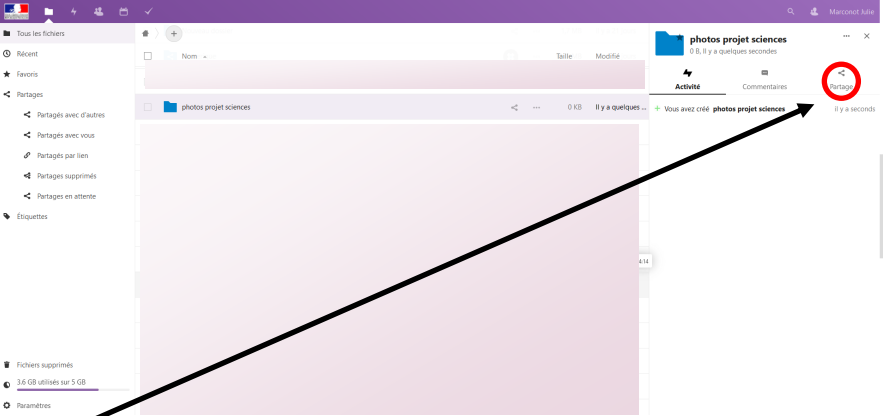 Marconot Julie
Tous les fichiers
Récent
Favoris
Partages
Partagés avec d'autres
Partagés avec vous
Partagés par lien
Partages supprimés
Partages en attente
Étiquettes
Fichiers supprimés
3.6 GB utilisés sur 5 GB
Paramètres
Nom
Taille
Modifié
photos projet sciences
0 KB
Il y a quelques ...
4:14
photos projet sciences
0 B, Il y a quelques secondes
Activité
Commentaires
Partage
Vous avez créé photos projet sciences
il y a seconds